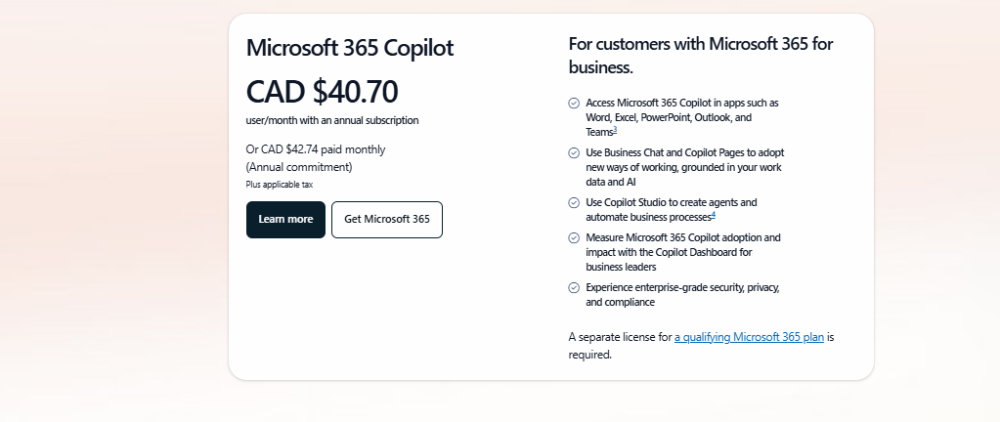 Microsoft 365 Copilot
CAD $40.70
user/month with an annual subscription
Or CAD $42.74 paid monthly
(Annual commitment)
Plus applicable tax
Learn more
Get Microsoft 365
For customers with Microsoft 365 for
business.
Access Microsoft 365 Copilot in apps such as
Word, Excel, PowerPoint, Outlook, and
Teams3
Use Business Chat and Copilot Pages to adopt
new ways of working, grounded in your work
data and AI
Use Copilot Studio to create agents and
automate business processes4
Measure Microsoft 365 Copilot adoption and
impact with the Copilot Dashboard for
business leaders
Experience enterprise-grade security, privacy,
and compliance
A separate license for a qualifying Microsoft 365 plan is
required.